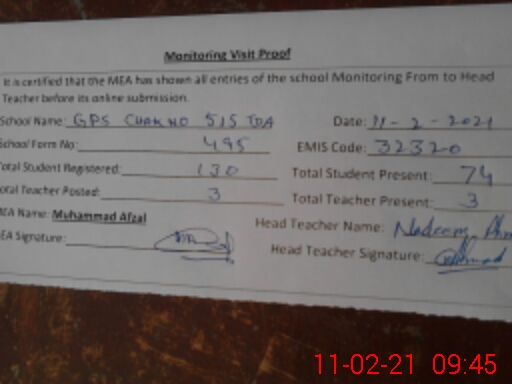 Monitoring Visit Proof
It is certified that the MEA has shown all entries of the school Monitoring From to Head
Teacher before its online submission.
School Name: GPS CHAK NO 515 TDA Date: 11-2-2021
School Form No: 495 EMIS Code: 32320
Total Student Registered: 130 Total Student Present: 74
Total Teacher Posted: 3 Total Teacher Present: 3
MEA Name: Muhammad Afzal Head Teacher Name: Nadeem
MEA Signature: Head Teacher Signature:
11-02-21 09:45